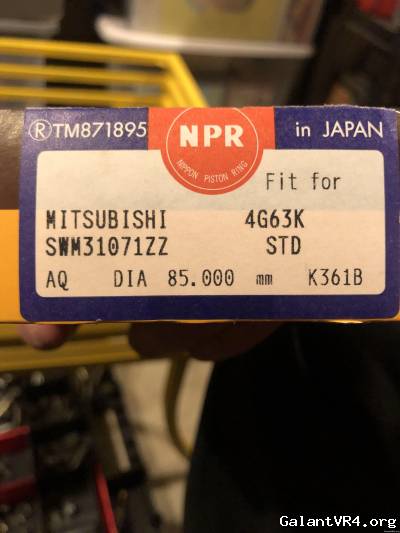 ®TM871895 NPR in JAPAN
NIPPON PISTON RING
Fit for
MITSUBISHI 4G63K
SWM31071ZZ STD
AQ DIA 85.000 mm K361B
GalantVR4.org